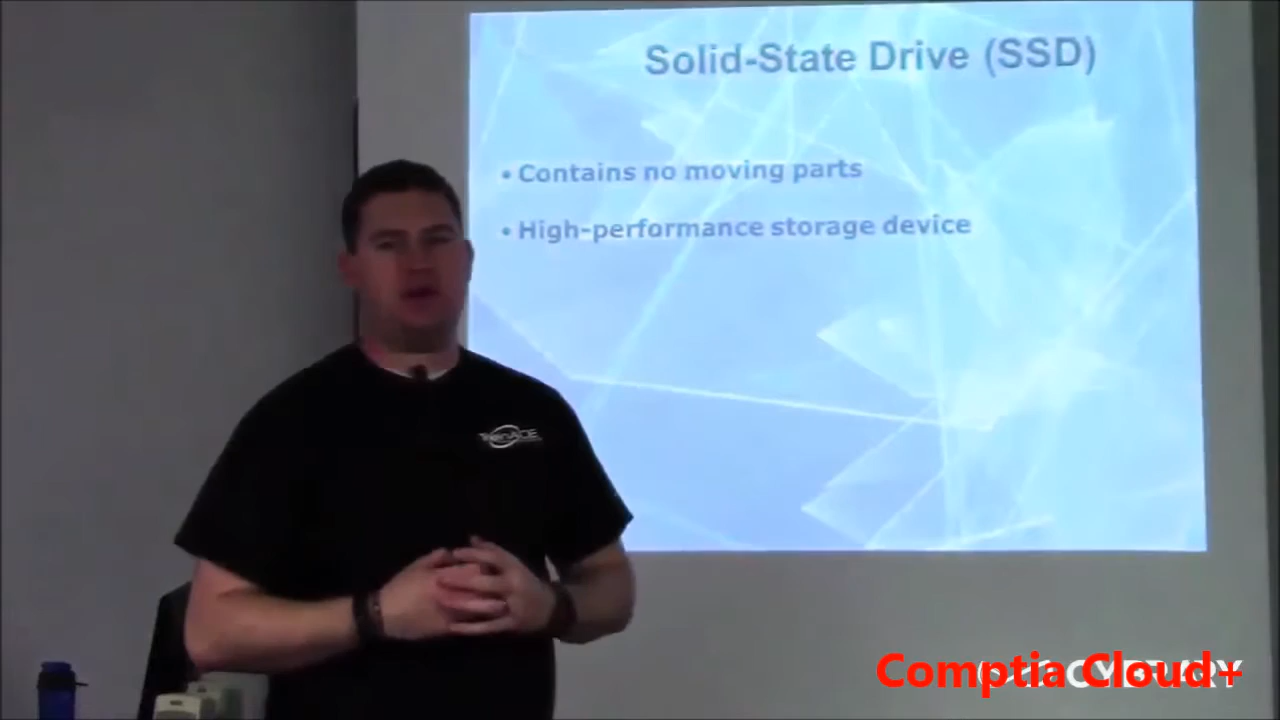 Solid-State Drive (SSD)
• Contains no moving parts
• High-performance storage device
Comptia Cloud+